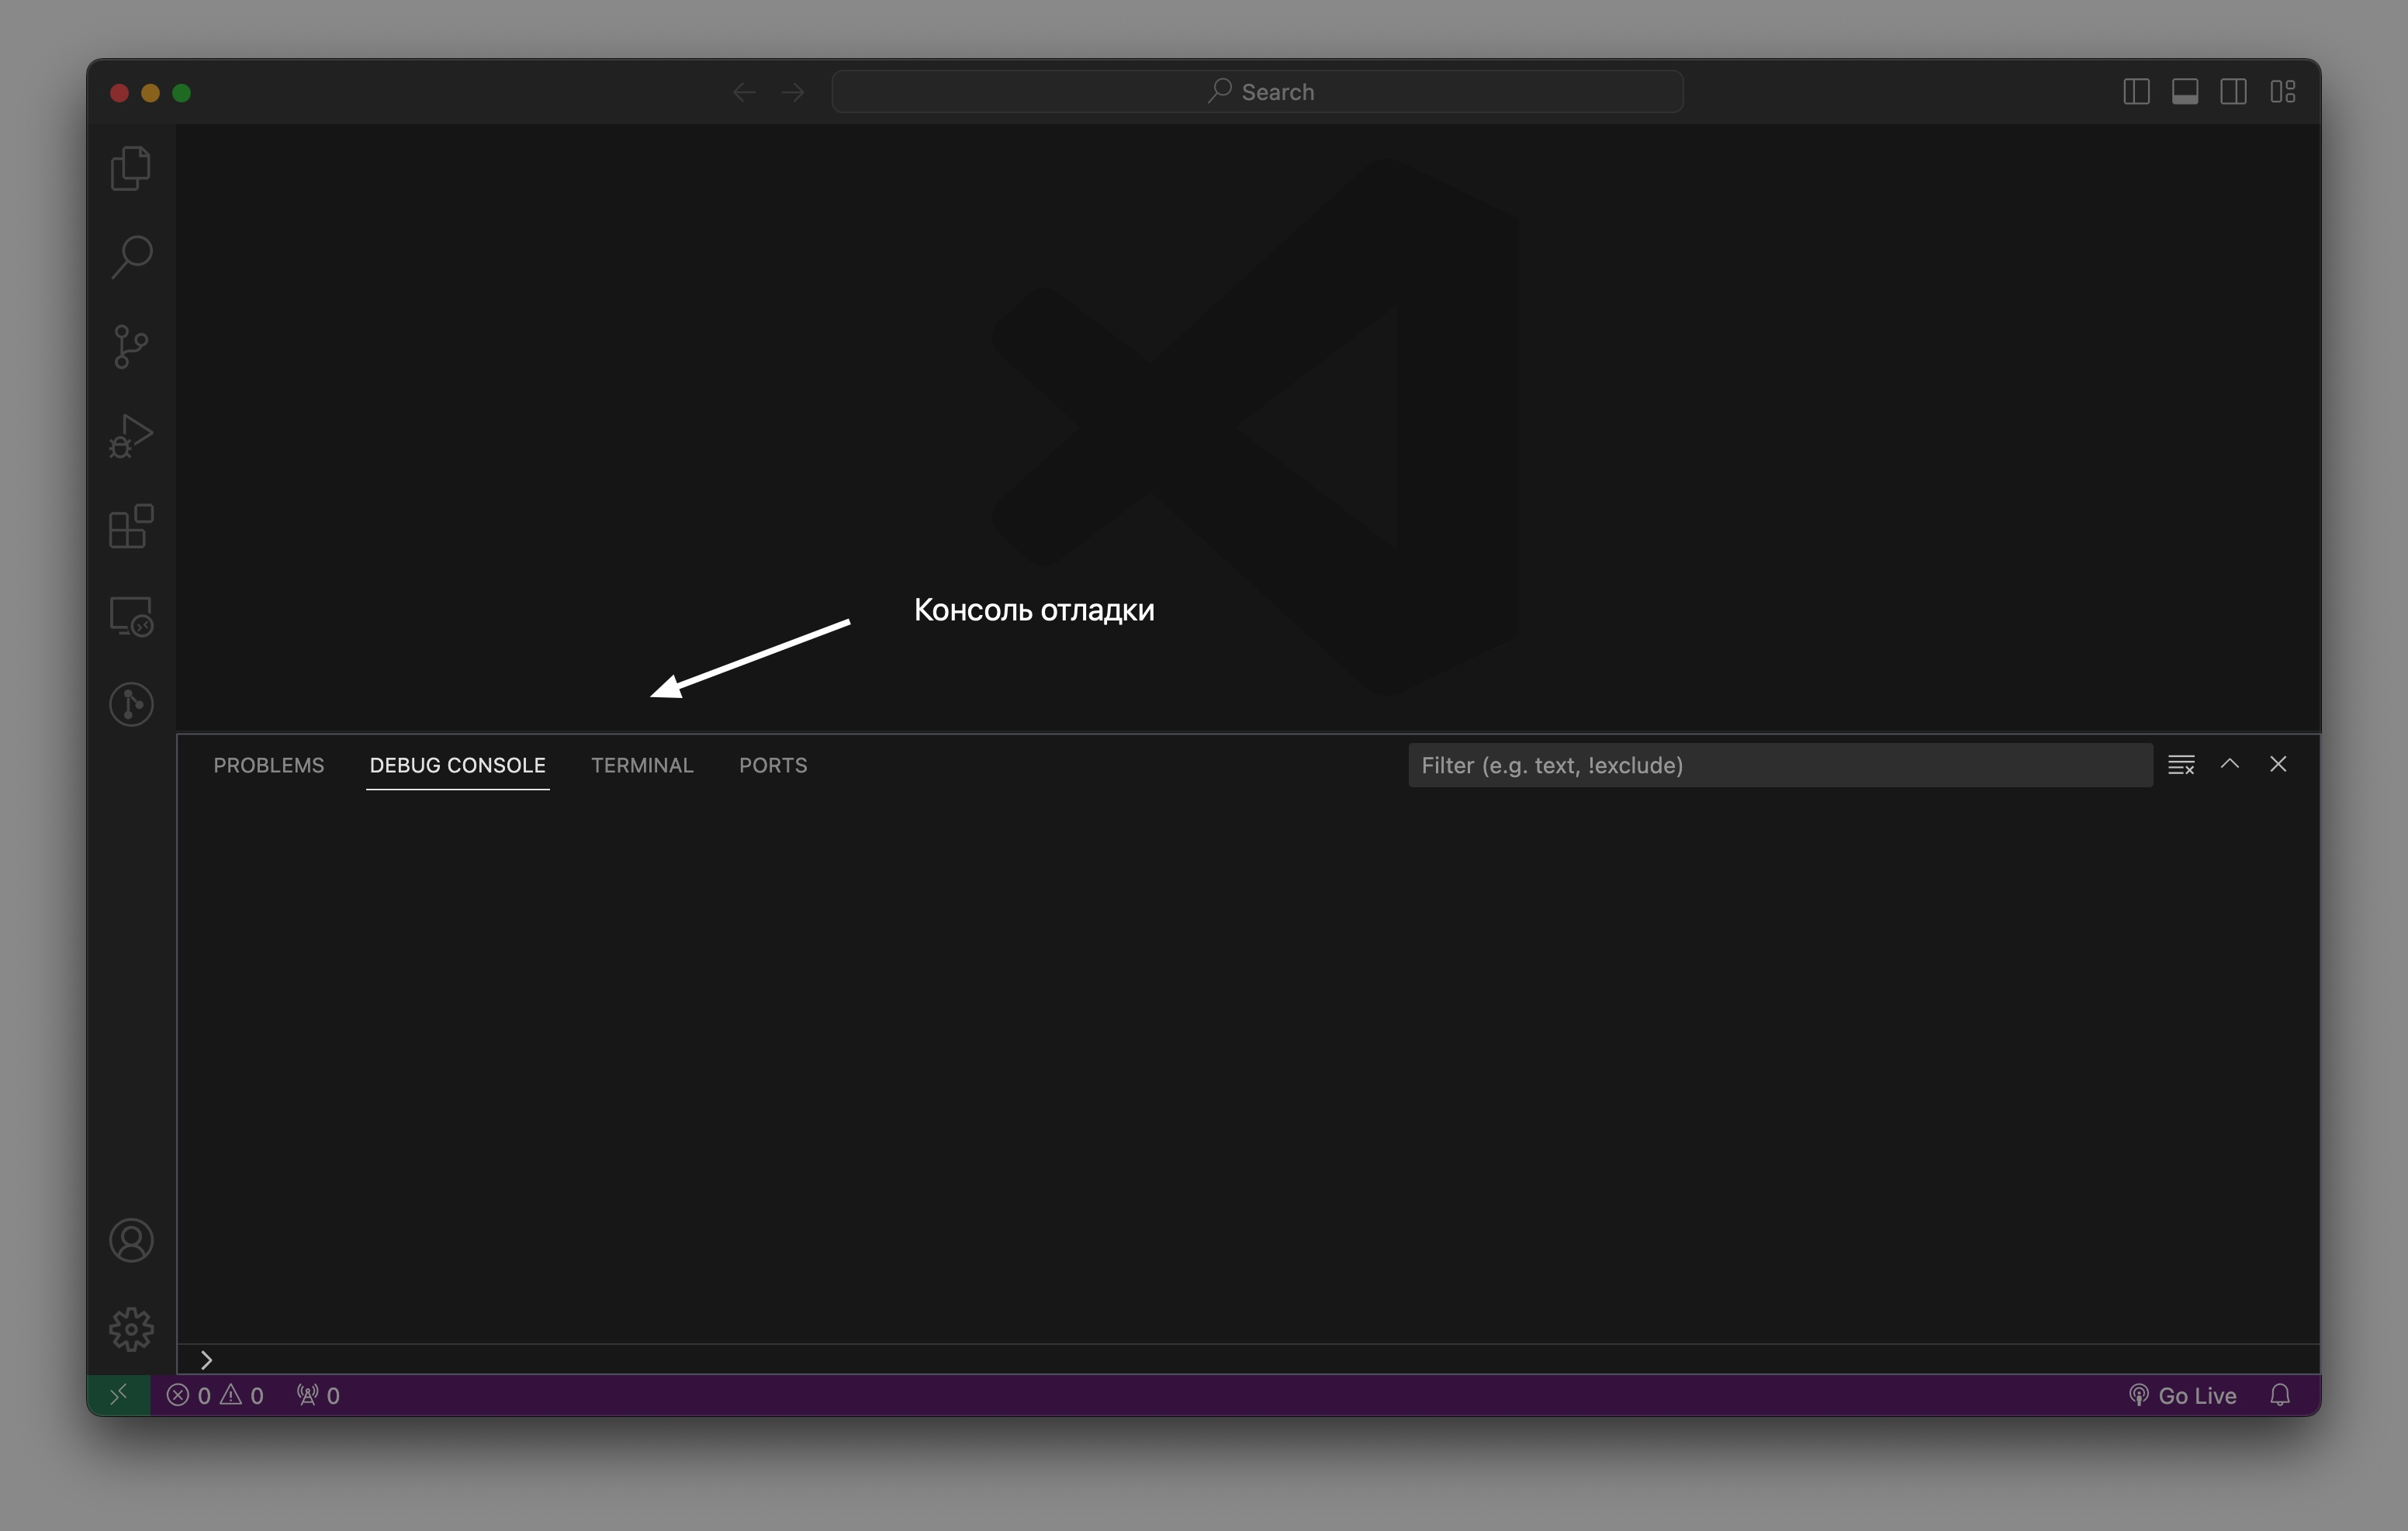 Search
Консоль отладки
PROBLEMS DEBUG CONSOLE TERMINAL PORTS Filter (e.g. text, !exclude)
0 0 0 Go Live